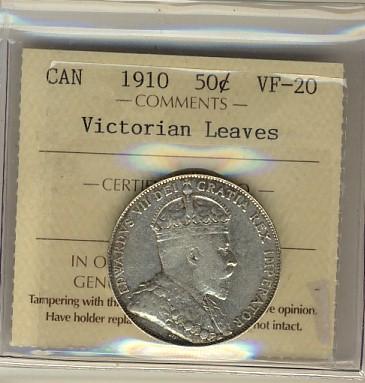 CAN 1910 50¢ VF-20
— COMMENTS —
Victorian Leaves
— CERTI
IN O
GEN
Tampering with th e opinion.
Have holder repla not intact.
EDWARDVS VII DEI GRATIA REX IMPERATOR